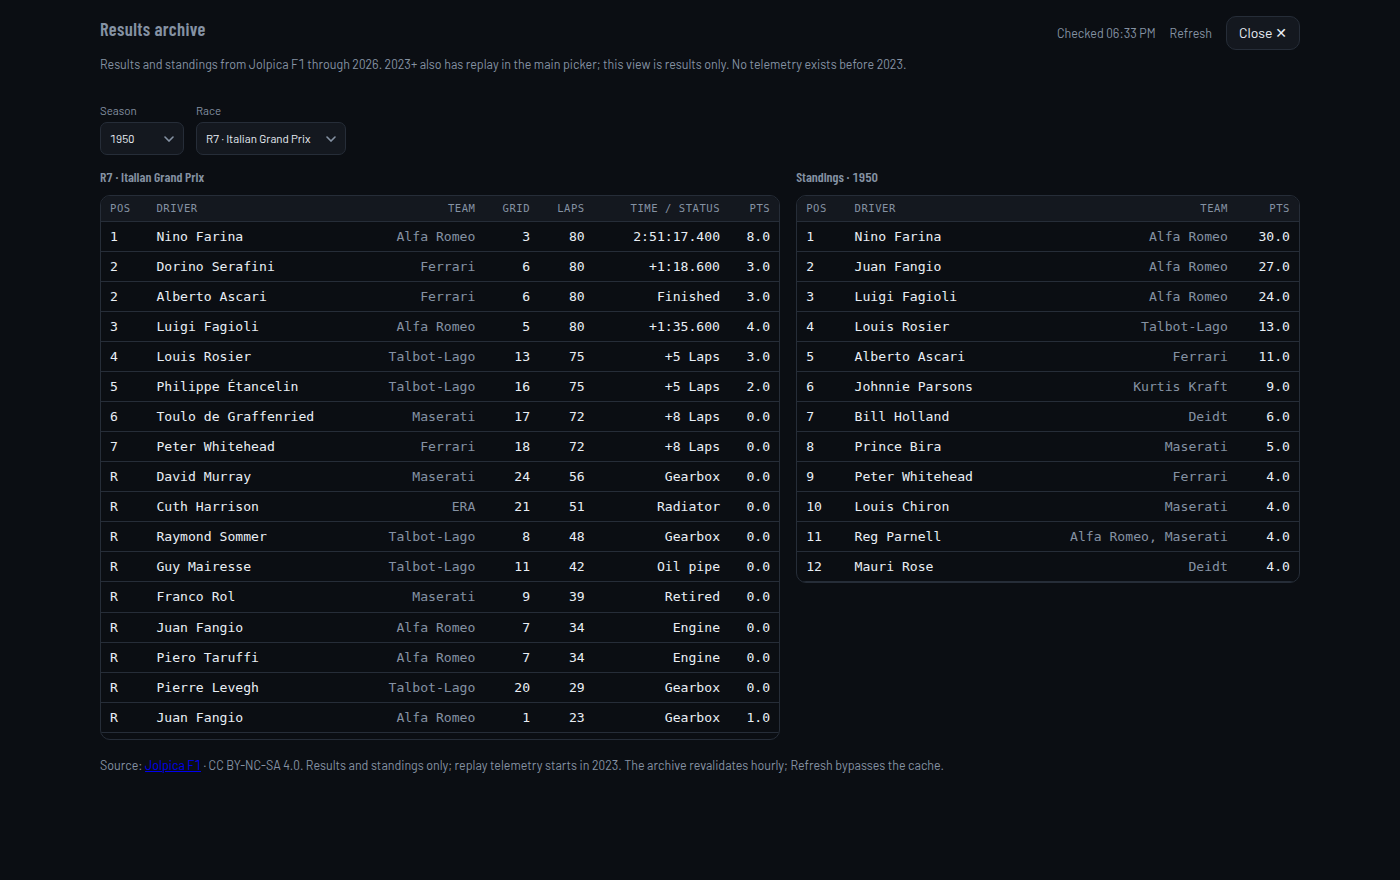 Results archive
Checked 06:33 PM Refresh Close ✕
Results and standings from Jolpica F1 through 2026. 2023+ also has replay in the main picker; this view is results only. No telemetry exists before 2023.
Season Race
1950 R7 · Italian Grand Prix
R7 · Italian Grand Prix
POS DRIVER TEAM GRID LAPS TIME / STATUS PTS
1 Nino Farina Alfa Romeo 3 80 2:51:17.400 8.0
2 Dorino Serafini Ferrari 6 80 +1:18.600 3.0
2 Alberto Ascari Ferrari 6 80 Finished 3.0
3 Luigi Fagioli Alfa Romeo 5 80 +1:35.600 4.0
4 Louis Rosier Talbot-Lago 13 75 +5 Laps 3.0
5 Philippe Étancelin Talbot-Lago 16 75 +5 Laps 2.0
6 Toulo de Graffenried Maserati 17 72 +8 Laps 0.0
7 Peter Whitehead Ferrari 18 72 +8 Laps 0.0
R David Murray Maserati 24 56 Gearbox 0.0
R Cuth Harrison ERA 21 51 Radiator 0.0
R Raymond Sommer Talbot-Lago 8 48 Gearbox 0.0
R Guy Mairesse Talbot-Lago 11 42 Oil pipe 0.0
R Franco Rol Maserati 9 39 Retired 0.0
R Juan Fangio Alfa Romeo 7 34 Engine 0.0
R Piero Taruffi Alfa Romeo 7 34 Engine 0.0
R Pierre Levegh Talbot-Lago 20 29 Gearbox 0.0
R Juan Fangio Alfa Romeo 1 23 Gearbox 1.0
Standings · 1950
POS DRIVER TEAM PTS
1 Nino Farina Alfa Romeo 30.0
2 Juan Fangio Alfa Romeo 27.0
3 Luigi Fagioli Alfa Romeo 24.0
4 Louis Rosier Talbot-Lago 13.0
5 Alberto Ascari Ferrari 11.0
6 Johnnie Parsons Kurtis Kraft 9.0
7 Bill Holland Deidt 6.0
8 Prince Bira Maserati 5.0
9 Peter Whitehead Ferrari 4.0
10 Louis Chiron Maserati 4.0
11 Reg Parnell Alfa Romeo, Maserati 4.0
12 Mauri Rose Deidt 4.0
Source: Jolpica F1 · CC BY-NC-SA 4.0. Results and standings only; replay telemetry starts in 2023. The archive revalidates hourly; Refresh bypasses the cache.